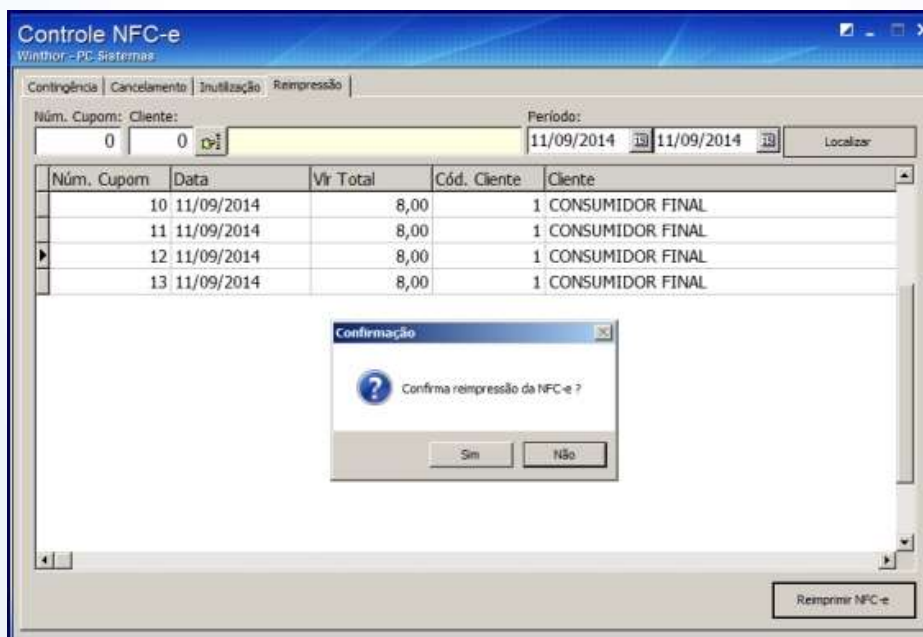 Controle NFC-e
Winthor - PC Sistemas
Contingência Cancelamento Inutilização Reimpressão
Núm. Cupom: Cliente: Período:
0 0 11/09/2014 11/09/2014 Localizar
Núm. Cupom Data Vlr Total Cód. Cliente Cliente
10 11/09/2014 8,00 1 CONSUMIDOR FINAL
11 11/09/2014 8,00 1 CONSUMIDOR FINAL
12 11/09/2014 8,00 1 CONSUMIDOR FINAL
13 11/09/2014 8,00 1 CONSUMIDOR FINAL
Confirmação
Confirma reimpressão da NFC-e ?
Sim Não
Reimprimir NFC-e